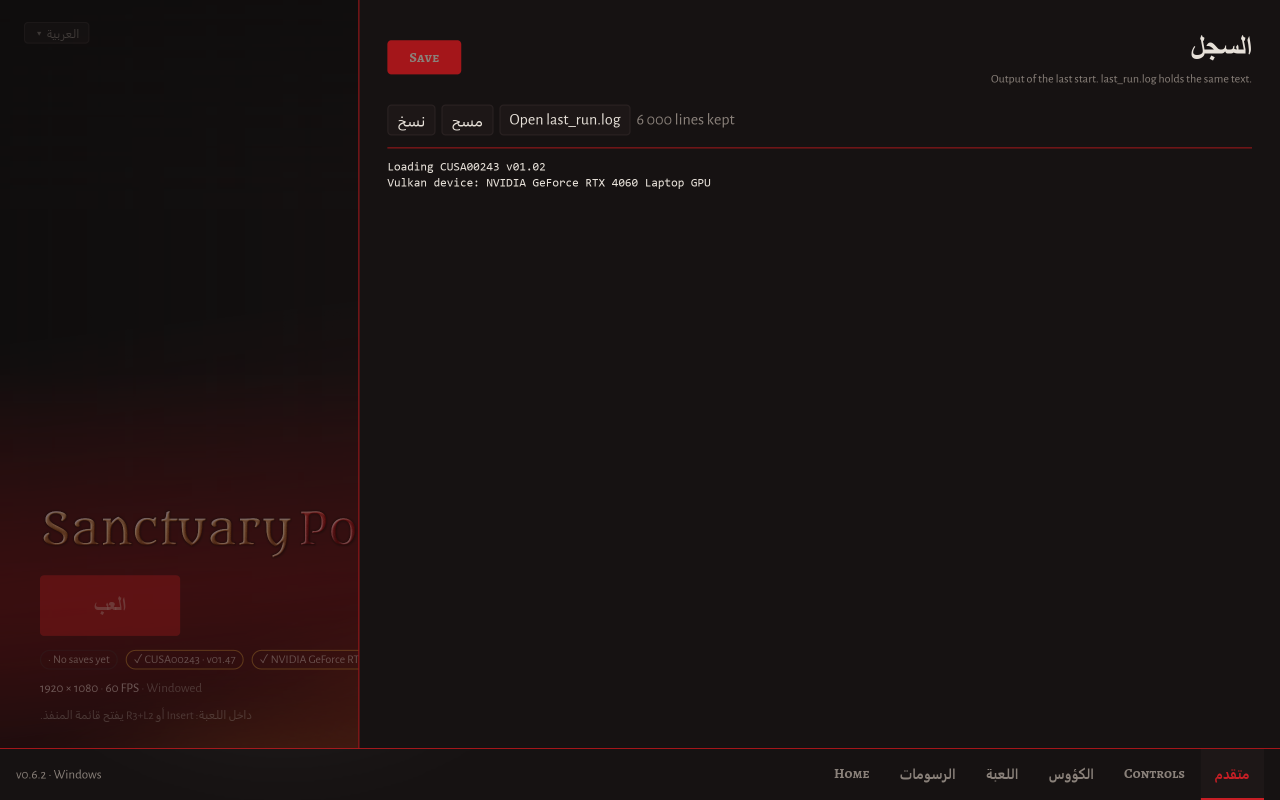 العربية ▾
السجل
Save
Output of the last start. last_run.log holds the same text.
نسخ
مسح
Open last_run.log
6 000 lines kept
Loading CUSA00243 v01.02
Vulkan device: NVIDIA GeForce RTX 4060 Laptop GPU
Sanctuary Po
العب
· No saves yet
✓ CUSA00243 · v01.47
✓ NVIDIA GeForce RT
1920 × 1080 · 60 FPS · Windowed
داخل اللعبة: Insert أو R3+L2 يفتح قائمة المنفذ.
متقدم
Controls
الكؤوس
اللعبة
الرسومات
Home
v0.6.2 · Windows